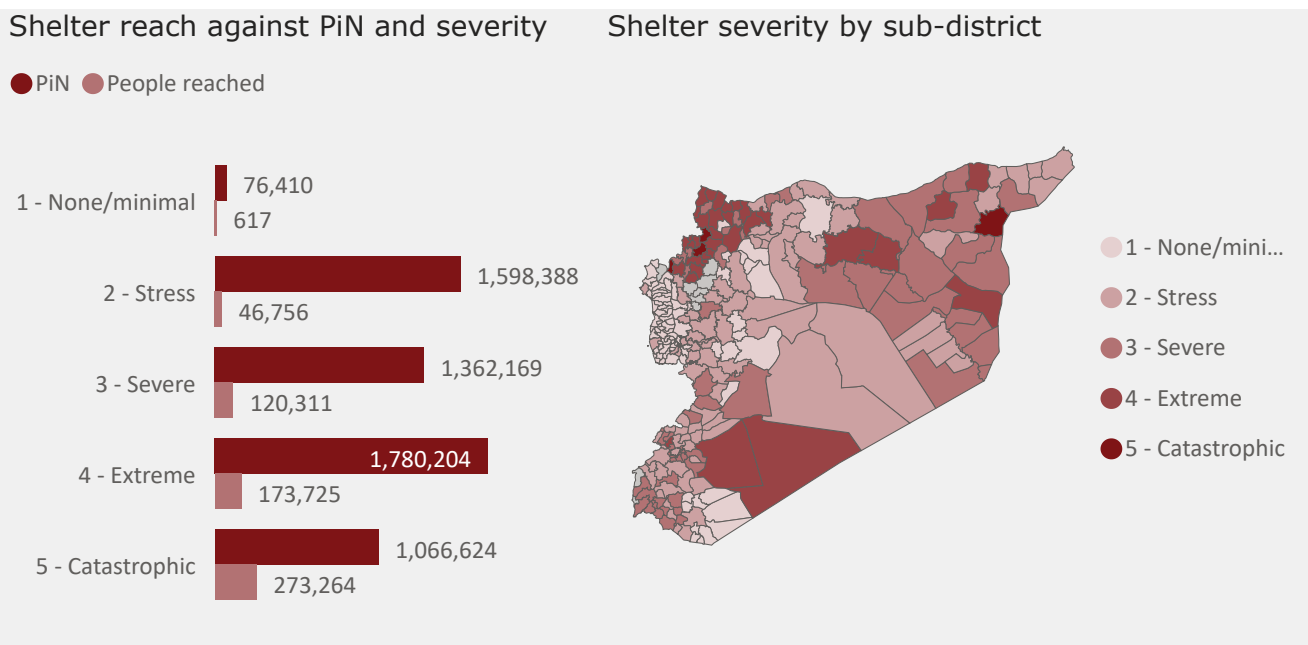 Shelter reach against PiN and severity
PiN People reached
1 - None/minimal
76,410
617
2 - Stress
1,598,388
46,756
3 - Severe
1,362,169
120,311
4 - Extreme
1,780,204
173,725
5 - Catastrophic
1,066,624
273,264
Shelter severity by sub-district
1 - None/mini...
2 - Stress
3 - Severe
4 - Extreme
5 - Catastrophic